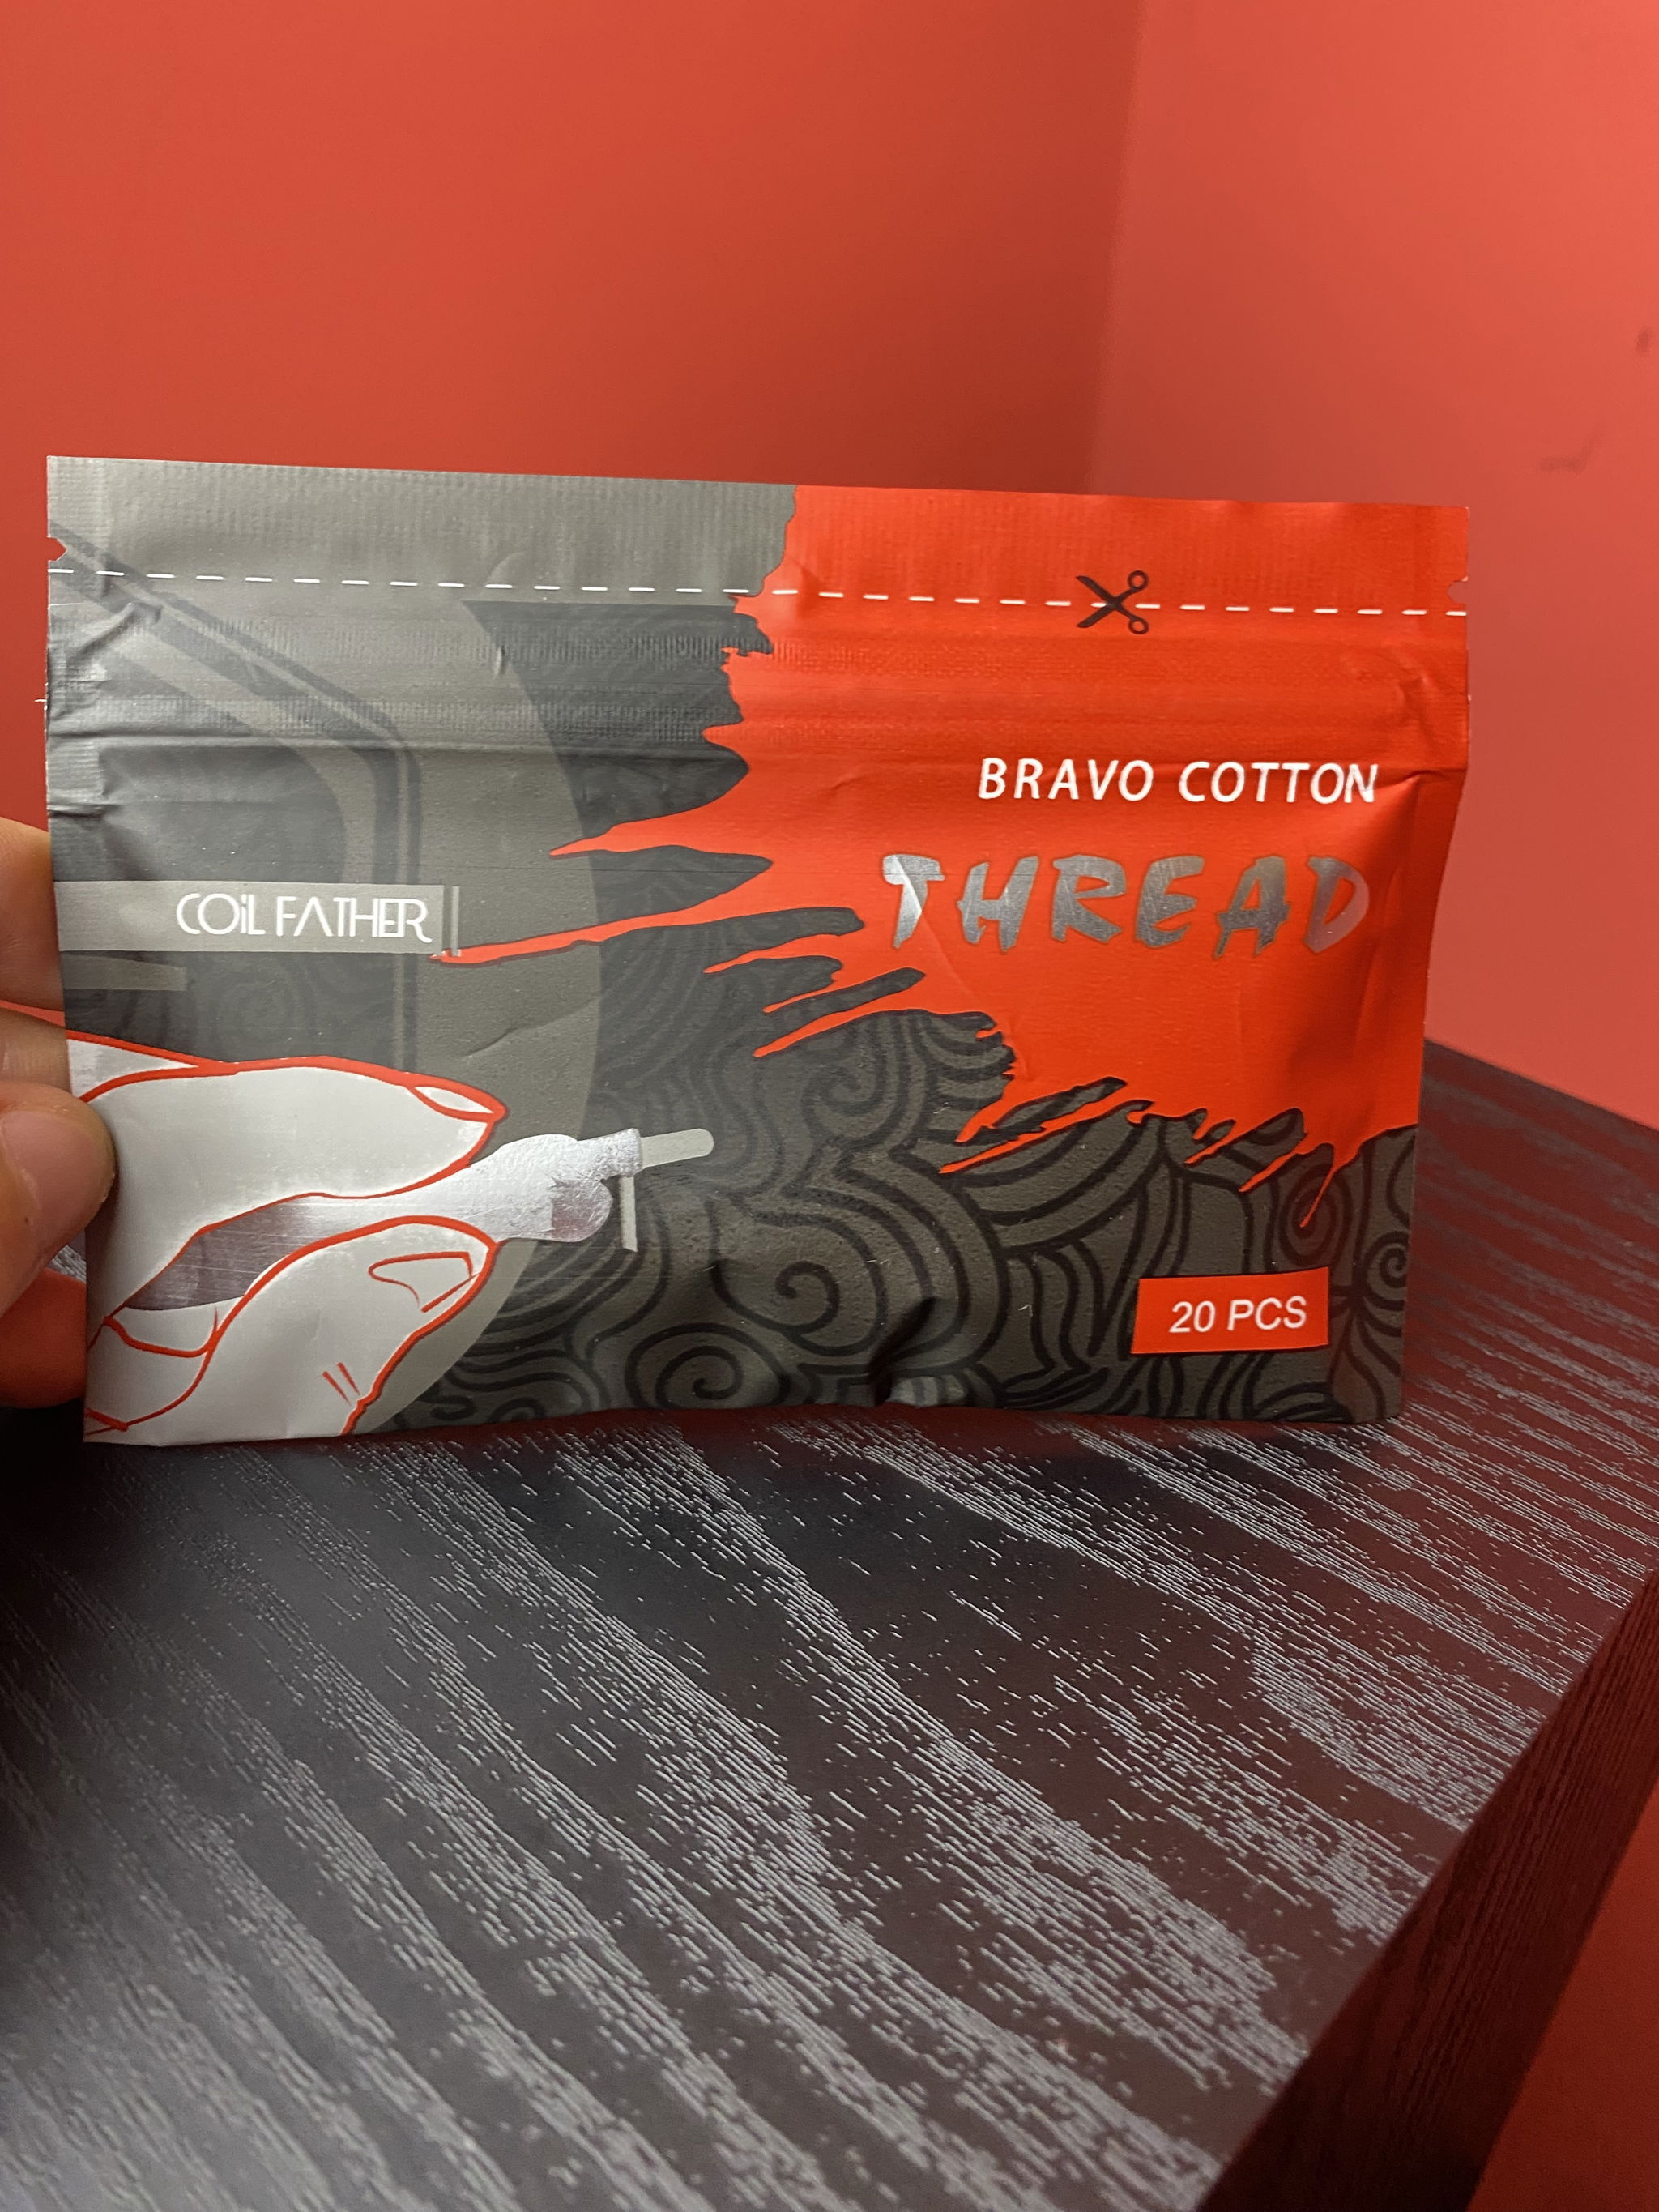 BRAVO COTTON
THREAD
COiL FATHER
20 PCS